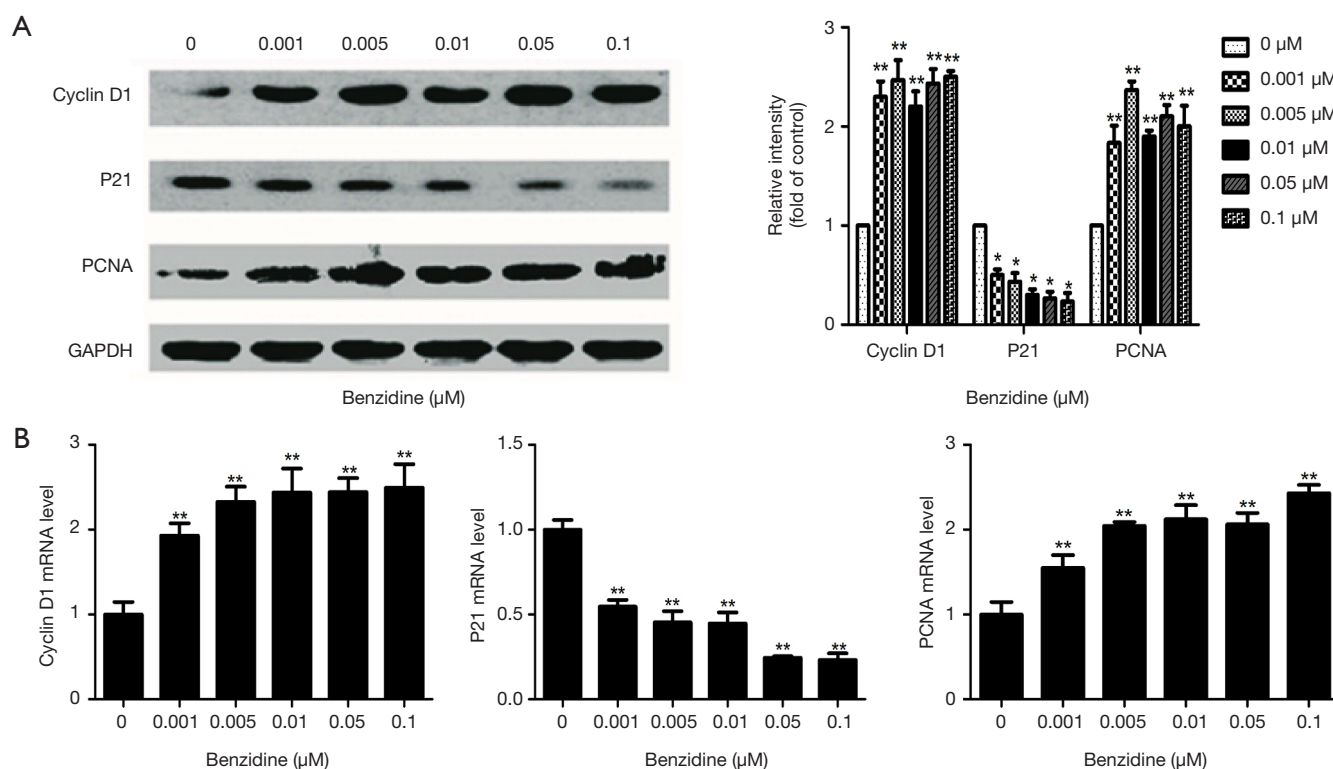 A
0 0.001 0.005 0.01 0.05 0.1
Cyclin D1
P21
PCNA
GAPDH
Benzidine (µM)
Relative intensity
(fold of control)
3
2
1
0
** ** ** ** **
* * * * *
** ** ** ** **
Cyclin D1 P21 PCNA
Benzidine (µM)
0 µM
0.001 µM
0.005 µM
0.01 µM
0.05 µM
0.1 µM
B
Cyclin D1 mRNA level
3
2
1
0
** ** ** ** **
0 0.001 0.005 0.01 0.05 0.1
Benzidine (µM)
P21 mRNA level
1.5
1.0
0.5
0.0
** ** ** ** **
0 0.001 0.005 0.01 0.05 0.1
Benzidine (µM)
PCNA mRNA level
3
2
1
0
** ** ** ** **
0 0.001 0.005 0.01 0.05 0.1
Benzidine (µM)